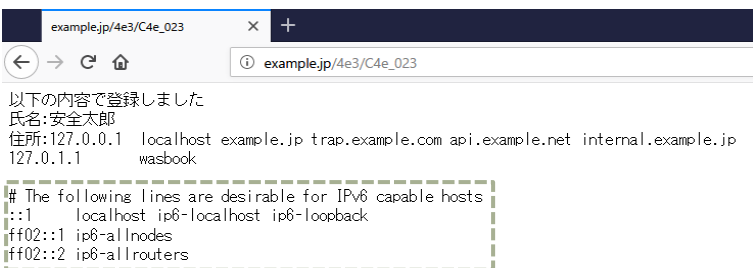 example.jp/4e3/C4e_023
example.jp/4e3/C4e_023
以下の内容で登録しました
氏名:安全太郎
住所:127.0.0.1 localhost example.jp trap.example.com api.example.net internal.example.jp
127.0.1.1 wasbook
# The following lines are desirable for IPv6 capable hosts
::1 localhost ip6-localhost ip6-loopback
ff02::1 ip6-allnodes
ff02::2 ip6-allrouters